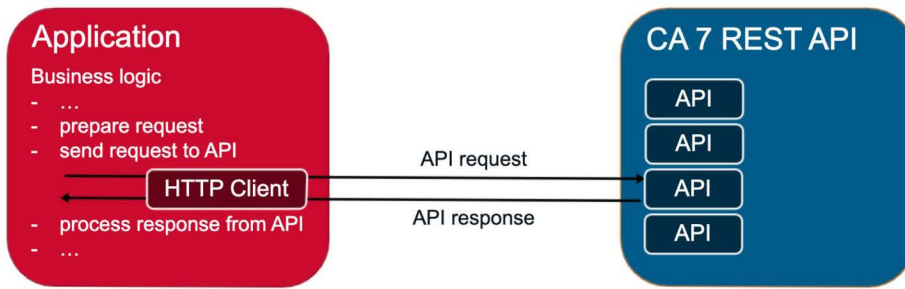 Application
Business logic
- ...
- prepare request
- send request to API
HTTP Client
- process response from API
- ...
API request
API response
CA 7 REST API
API
API
API
API